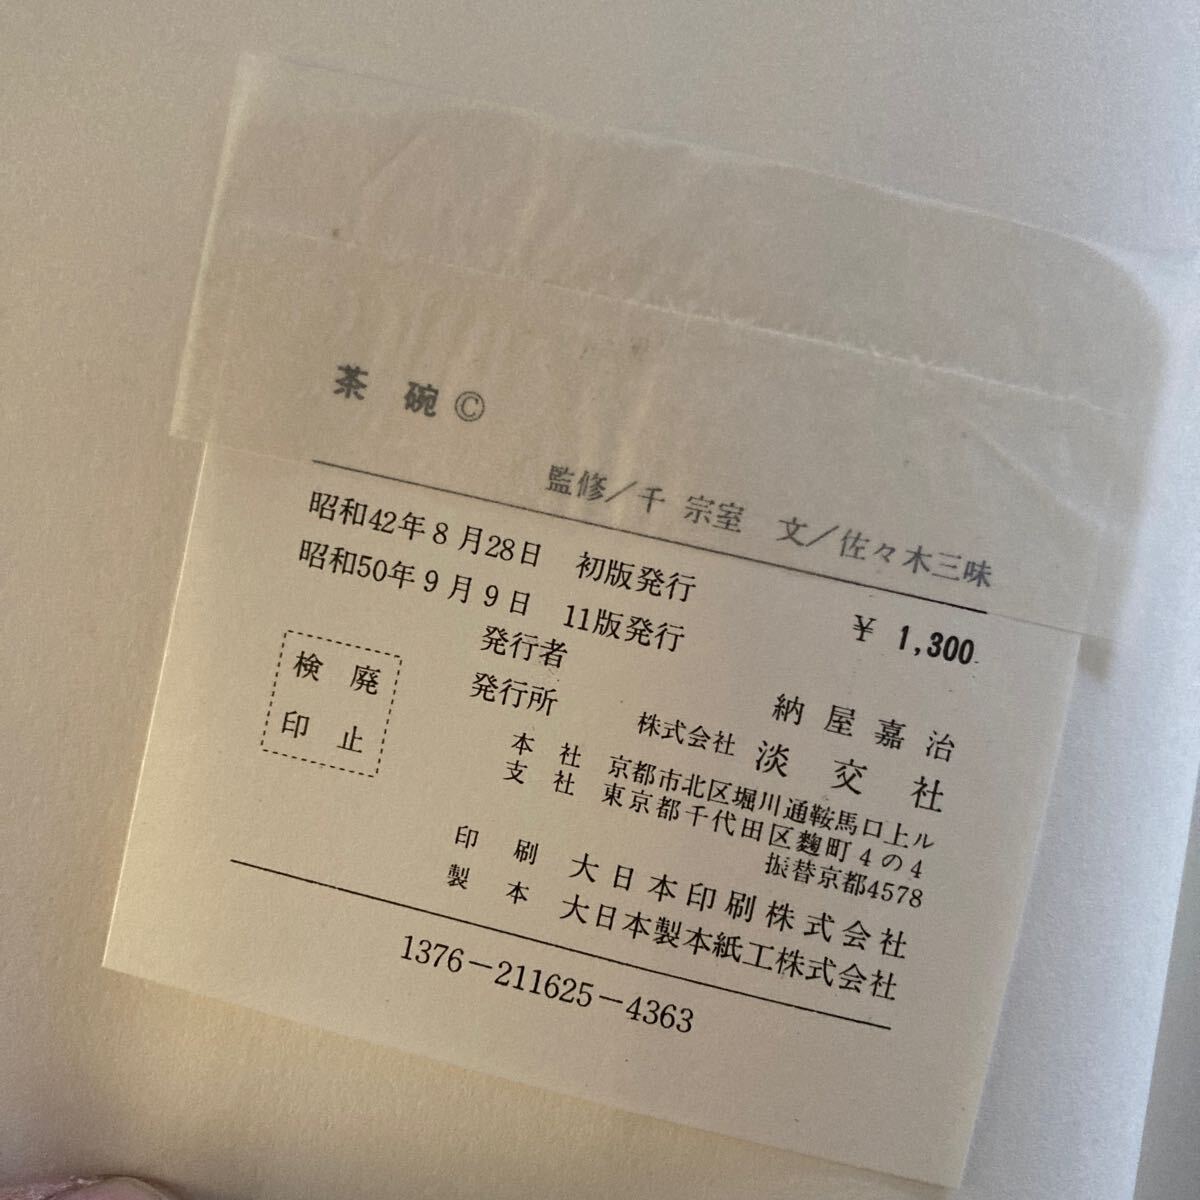 茶碗©
監修/千 宗室 文/佐々木三味
昭和42年8月28日 初版発行
昭和50年9月9日 11版発行
¥ 1,300
検 廃
印 止
発行者 納屋嘉治
発行所 株式会社 淡交社
本社 京都市北区堀川通鞍馬口上ル
支社 東京都千代田区麴町4の4
振替京都4578
印刷 大日本印刷株式会社
製本 大日本製本紙工株式会社
1376-211625-4363